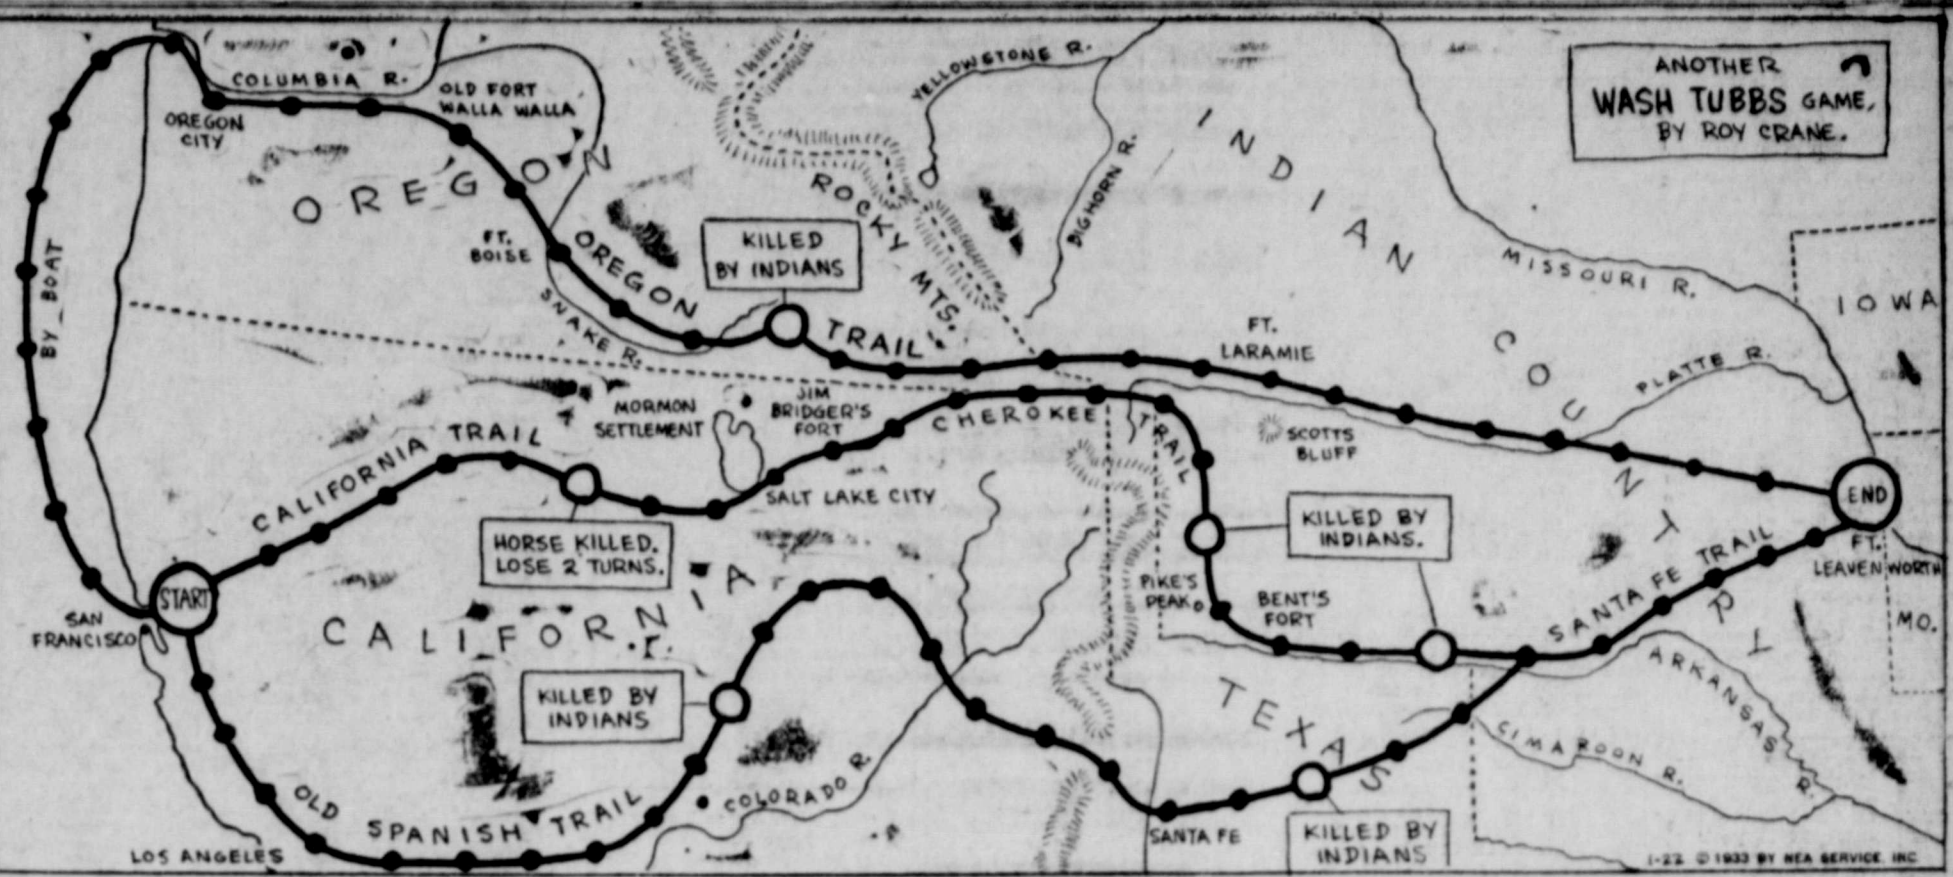 ANOTHER
WASH TUBBS GAME,
BY ROY CRANE.
COLUMBIA R.
OLD FORT
WALLA WALLA
OREGON
CITY
OREGON
YELLOWSTONE R.
BIGHORN R.
INDIAN COUNTRY
ROCKY MTS.
FT.
BOISE
OREGON TRAIL
KILLED
BY INDIANS
SNAKE R.
BY BOAT
MISSOURI R.
IOWA
FT.
LARAMIE
PLATTE R.
MORMON
SETTLEMENT
JIM
BRIDGER'S
FORT
CHEROKEE TRAIL
SCOTTS
BLUFF
CALIFORNIA TRAIL
SALT LAKE CITY
HORSE KILLED.
LOSE 2 TURNS.
KILLED BY
INDIANS.
END
FT.
LEAVENWORTH
START
SAN
FRANCISCO
CALIFORNIA
PIKE'S
PEAK
BENT'S
FORT
SANTA FE TRAIL
MO.
ARKANSAS R.
KILLED BY
INDIANS
TEXAS
CIMAROON R.
COLORADO R.
OLD SPANISH TRAIL
LOS ANGELES
SANTA FE
KILLED BY
INDIANS
1-22 © 1933 BY NEA SERVICE, INC.